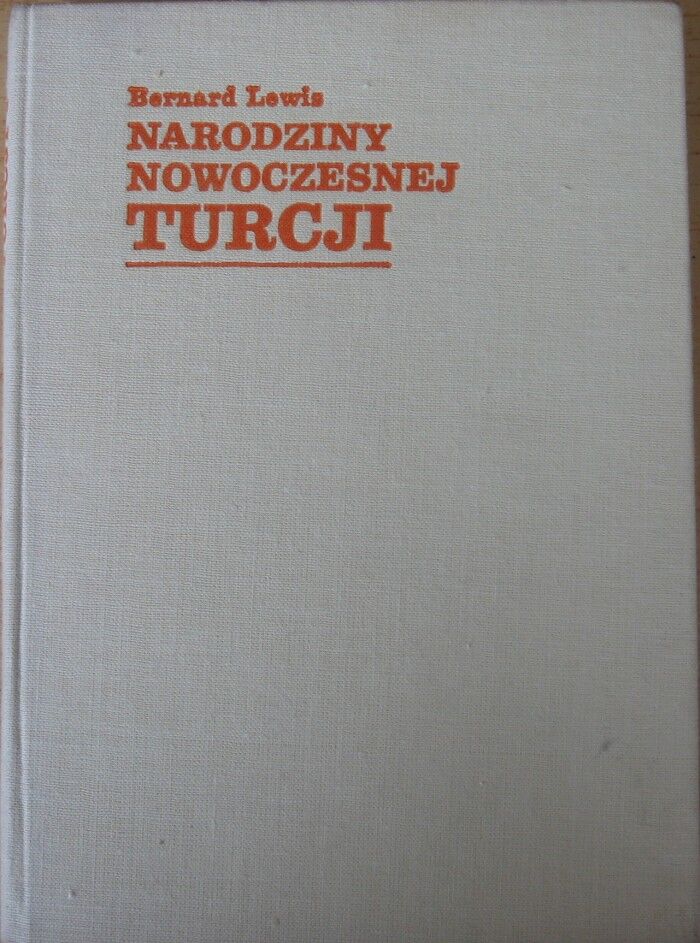 Bernard Lewis
NARODZINY
NOWOCZESNEJ
TURCJI